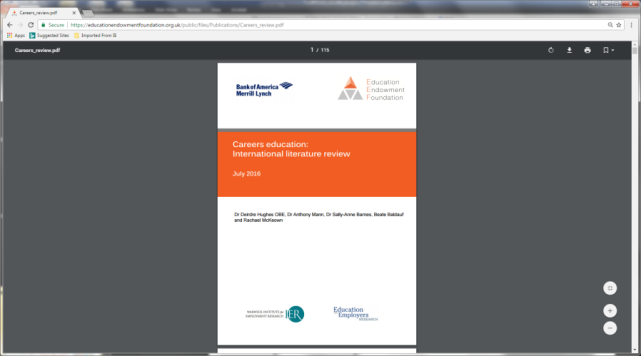 Careers_review.pdf
Secure | https://educationendowmentfoundation.org.uk/public/files/Publications/Careers_review.pdf
Apps Suggested Sites Imported From IE
Careers_review.pdf 1 / 116
Bank of America
Merrill Lynch
Education
Endowment
Foundation
Careers education:
International literature review
July 2016
Dr Deirdre Hughes OBE, Dr Anthony Mann, Dr Sally-Anne Barnes, Beate Baldauf
and Rachael McKeown
WARWICK INSTITUTE for
EMPLOYMENT RESEARCH
IER
Education
Employers
RESEARCH